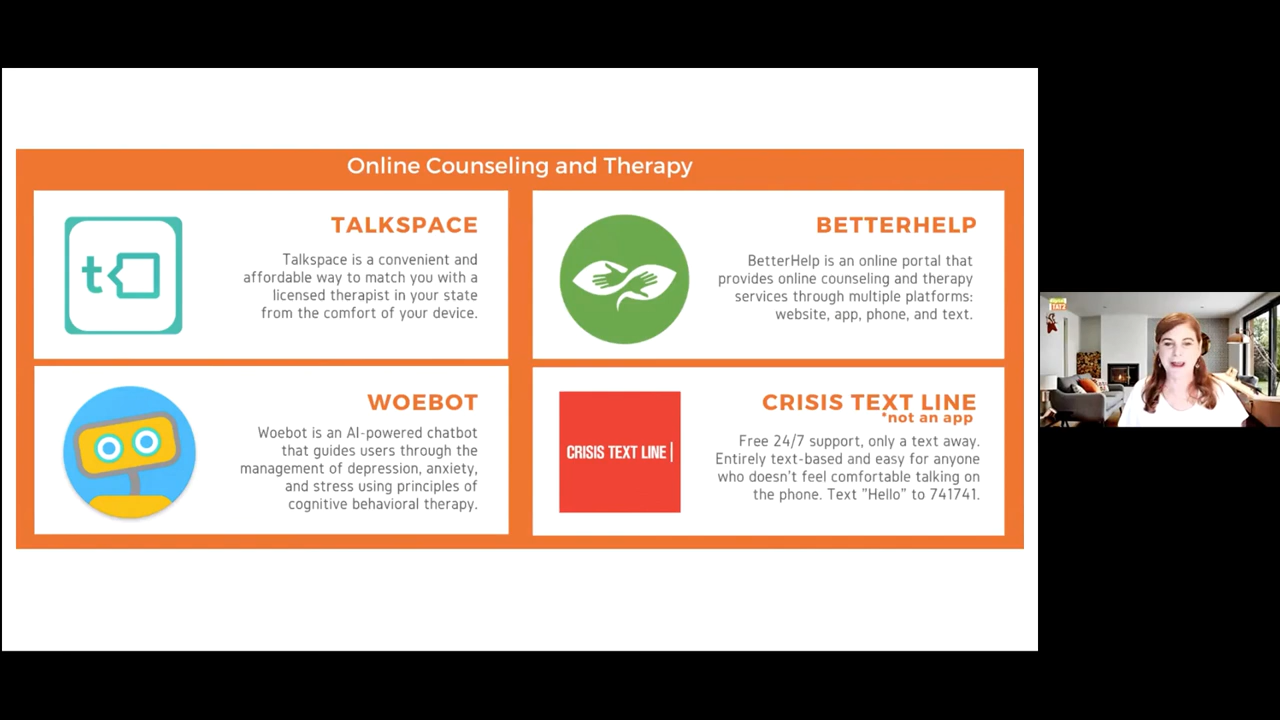 Online Counseling and Therapy
TALKSPACE
Talkspace is a convenient and
affordable way to match you with a
licensed therapist in your state
from the comfort of your device.
BETTERHELP
BetterHelp is an online portal that
provides online counseling and therapy
services through multiple platforms:
website, app, phone, and text.
WOEBOT
Woebot is an AI-powered chatbot
that guides users through the
management of depression, anxiety,
and stress using principles of
cognitive behavioral therapy.
CRISIS TEXT LINE
*not an app
CRISIS TEXT LINE |
Free 24/7 support, only a text away.
Entirely text-based and easy for anyone
who doesn't feel comfortable talking on
the phone. Text "Hello" to 741741.
t